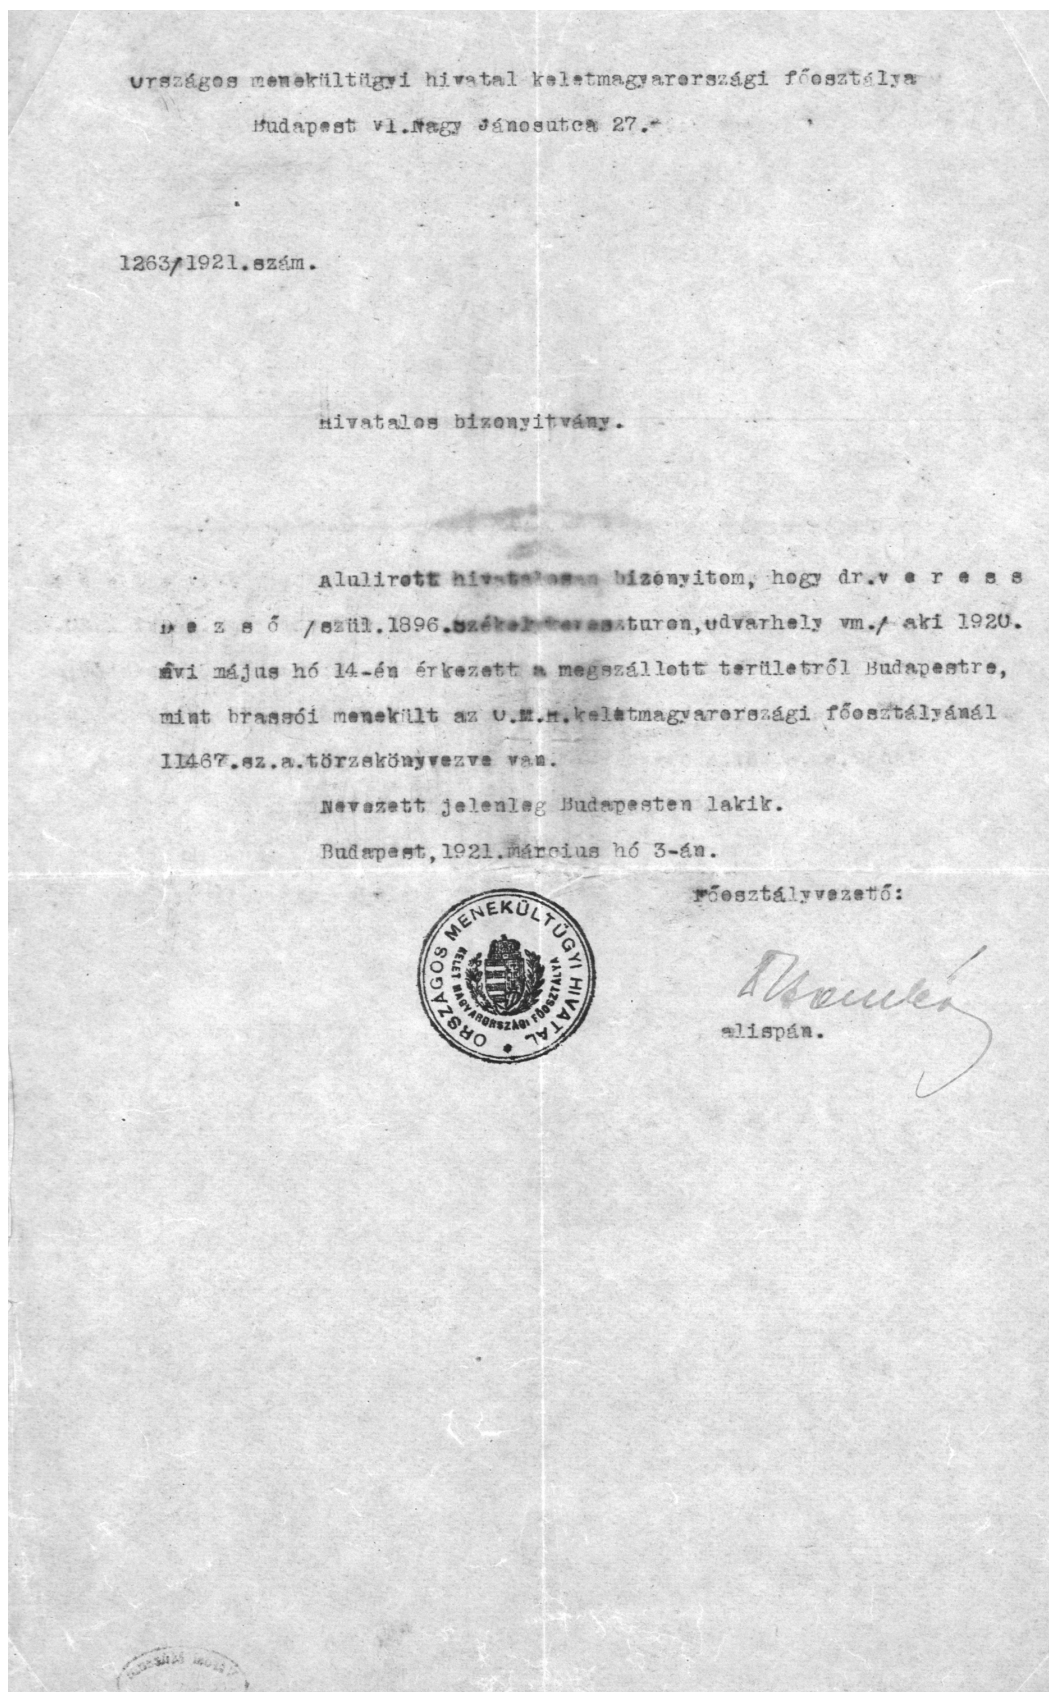 Országos menekültügyi hivatal keletmagyarországi főosztálya
Budapest VI.Nagy Jánosutca 27.-
1263/1921.szám.
Hivatalos bizonyitvány.
Alulirott hivatalosan bizonyitom, hogy dr.V e r e s s
D e z s ő /szül.1896.Székelykereszturon,Udvarhely vm./ aki 1920.
évi május hó 14-én érkezett a megszállott területről Budapestre,
mint brassói menekült az O.M.H.keletmagyarországi főosztályánál
11467.sz.a.törzskönyvezve van.
Nevezett jelenleg Budapesten lakik.
Budapest,1921.március hó 3-án.
Főosztályvezető:
ORSZÁGOS MENEKÜLTÜGYI HIVATAL
KELET MAGYARORSZÁGI FŐOSZTÁLYA
alispán.